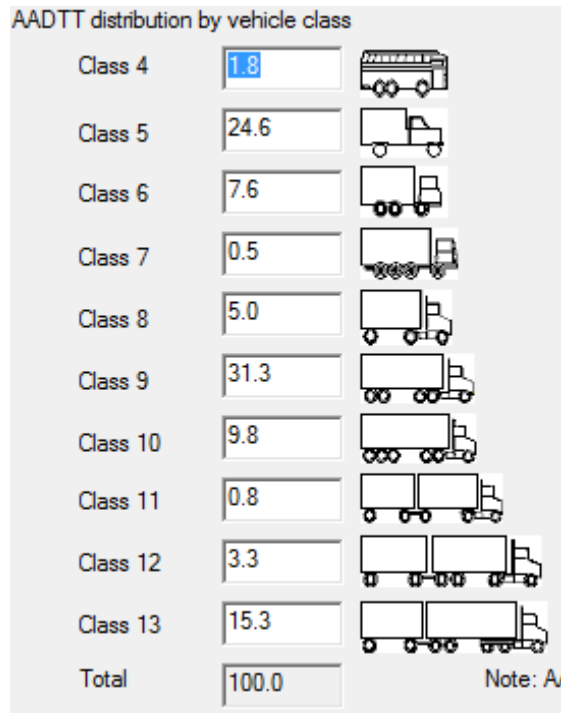 AADTT distribution by vehicle class
Class 4 1.8
Class 5 24.6
Class 6 7.6
Class 7 0.5
Class 8 5.0
Class 9 31.3
Class 10 9.8
Class 11 0.8
Class 12 3.3
Class 13 15.3
Total 100.0 Note: